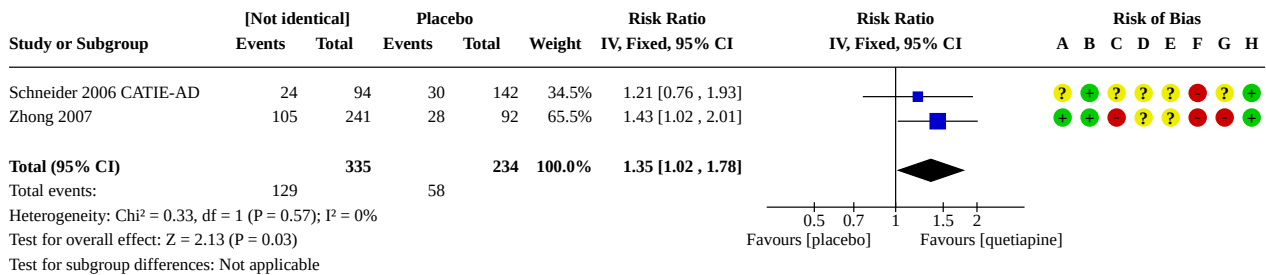 [Not identical] Placebo Risk Ratio Risk Ratio Risk of Bias
Study or Subgroup Events Total Events Total Weight IV, Fixed, 95% CI IV, Fixed, 95% CI A B C D E F G H
Schneider 2006 CATIE-AD 24 94 30 142 34.5% 1.21 [0.76 , 1.93] ? + ? ? ? - ? +
Zhong 2007 105 241 28 92 65.5% 1.43 [1.02 , 2.01] + + - ? ? - - +
Total (95% CI) 335 234 100.0% 1.35 [1.02 , 1.78]
Total events: 129 58
Heterogeneity: Chi² = 0.33, df = 1 (P = 0.57); I² = 0%
Test for overall effect: Z = 2.13 (P = 0.03)
Test for subgroup differences: Not applicable
0.5 0.7 1 1.5 2
Favours [placebo] Favours [quetiapine]